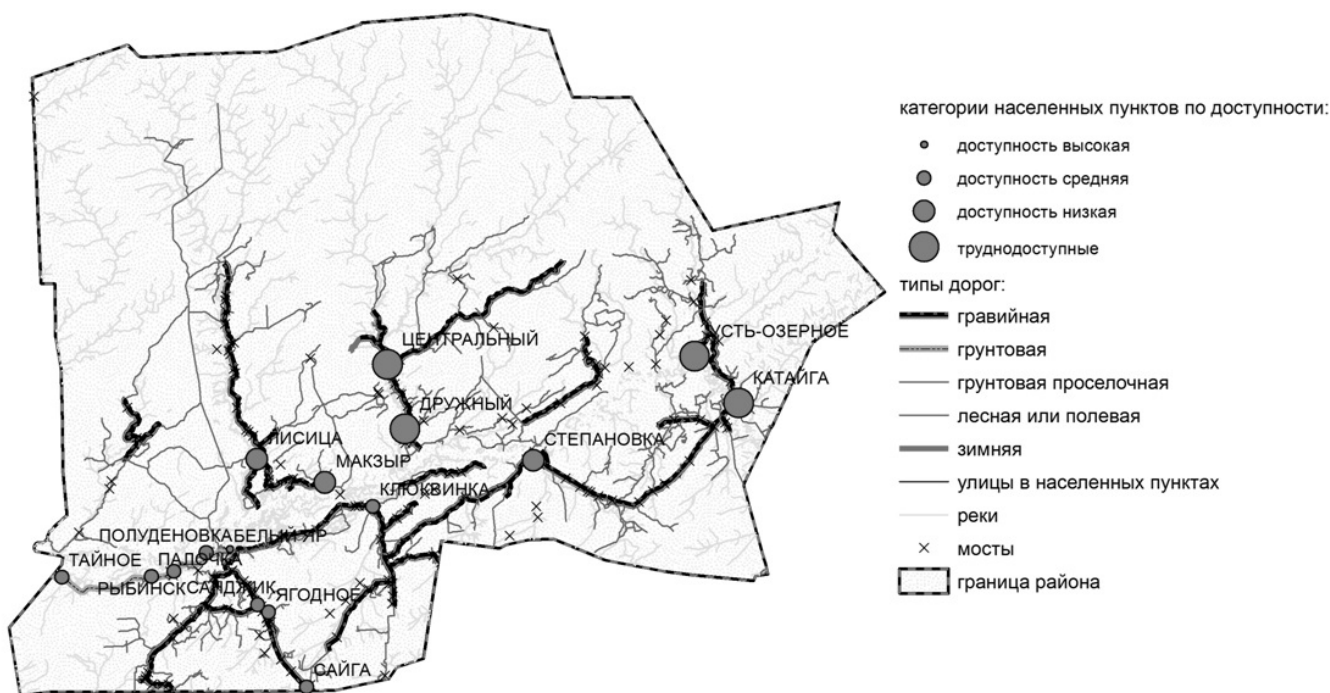 категории населенных пунктов по доступности:
доступность высокая
доступность средняя
доступность низкая
труднодоступные
типы дорог:
гравийная
грунтовая
грунтовая проселочная
лесная или полевая
зимняя
улицы в населенных пунктах
реки
мосты
граница района
ЦЕНТРАЛЬНЫЙ
УСТЬ-ОЗЕРНОЕ
КАТАЙГА
ДРУЖНЫЙ
ЛИСИЦА
СТЕПАНОВКА
МАКЗЫР
КЛЮКВИНКА
ПОЛУДЕНОВКА
БЕЛЫЙ ЯР
ТАЙНОЕ
ПАЛОЧКА
РЫБИНСК
САНДЖИК
ЯГОДНОЕ
САЙГА